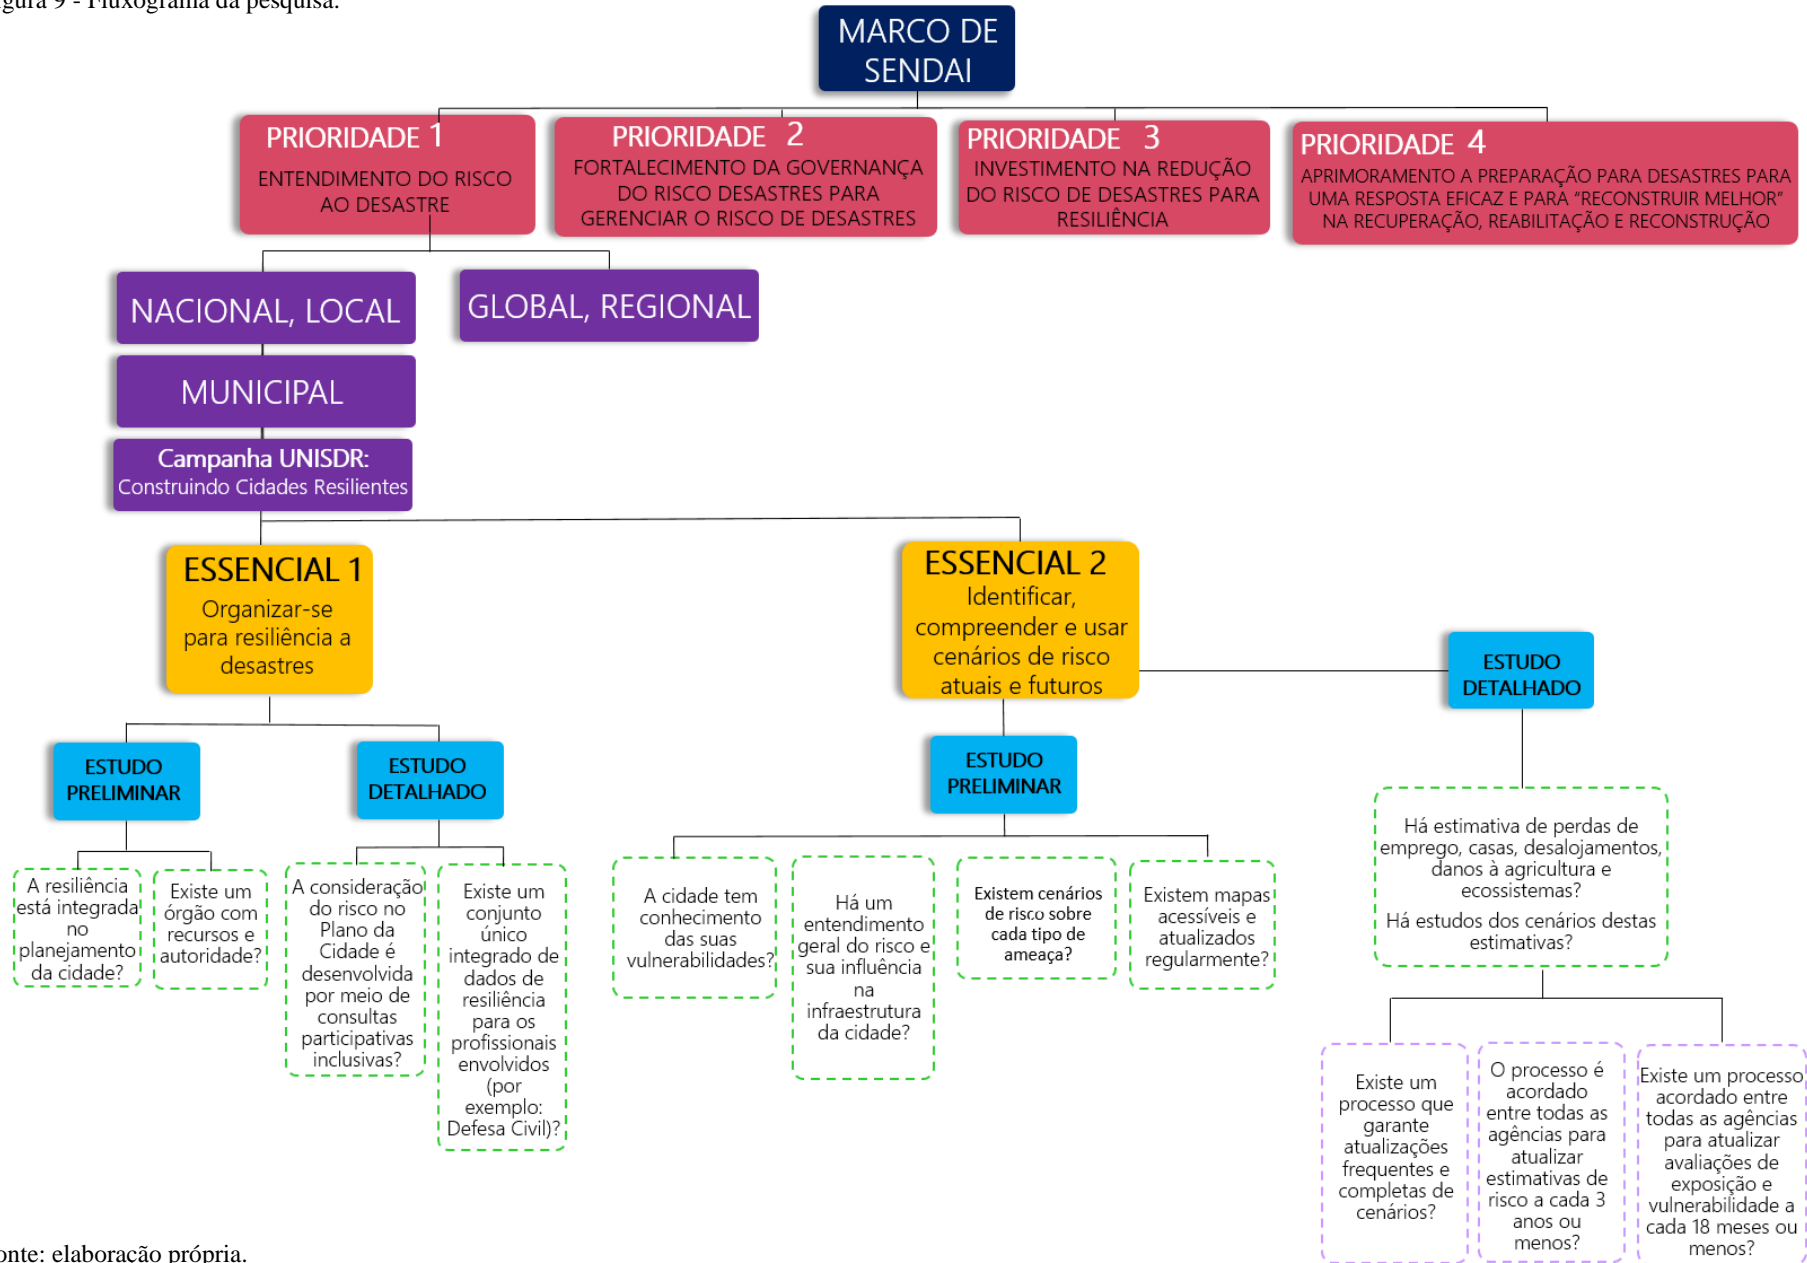 gura 9 - Fluxograma da pesquisa.
MARCO DE
SENDAI
PRIORIDADE 1
ENTENDIMENTO DO RISCO
AO DESASTRE
PRIORIDADE 2
FORTALECIMENTO DA GOVERNANÇA
DO RISCO DESASTRES PARA
GERENCIAR O RISCO DE DESASTRES
PRIORIDADE 3
INVESTIMENTO NA REDUÇÃO
DO RISCO DE DESASTRES PARA
RESILIÊNCIA
PRIORIDADE 4
APRIMORAMENTO A PREPARAÇÃO PARA DESASTRES PARA
UMA RESPOSTA EFICAZ E PARA “RECONSTRUIR MELHOR”
NA RECUPERAÇÃO, REABILITAÇÃO E RECONSTRUÇÃO
NACIONAL, LOCAL
GLOBAL, REGIONAL
MUNICIPAL
Campanha UNISDR:
Construindo Cidades Resilientes
ESSENCIAL 1
Organizar-se
para resiliência a
desastres
ESSENCIAL 2
Identificar,
compreender e usar
cenários de risco
atuais e futuros
ESTUDO
DETALHADO
ESTUDO
PRELIMINAR
ESTUDO
DETALHADO
ESTUDO
PRELIMINAR
A resiliência
está integrada
no
planejamento
da cidade?
Existe um
órgão com
recursos e
autoridade?
A consideração
do risco no
Plano da
Cidade é
desenvolvida
por meio de
consultas
participativas
inclusivas?
Existe um
conjunto
único
integrado de
dados de
resiliência
para os
profissionais
envolvidos
(por
exemplo:
Defesa Civil)?
A cidade tem
conhecimento
das suas
vulnerabilidades?
Há um
entendimento
geral do risco e
sua influência
na
infraestrutura
da cidade?
Existem cenários
de risco sobre
cada tipo de
ameaça?
Existem mapas
acessíveis e
atualizados
regularmente?
Há estimativa de perdas de
emprego, casas, desalojamentos,
danos à agricultura e
ecossistemas?
Há estudos dos cenários destas
estimativas?
Existe um
processo que
garante
atualizações
frequentes e
completas de
cenários?
O processo é
acordado
entre todas as
agências para
atualizar
estimativas de
risco a cada 3
anos ou
menos?
Existe um processo
acordado entre
todas as agências
para atualizar
avaliações de
exposição e
vulnerabilidade a
cada 18 meses ou
menos?
onte: elaboração própria.